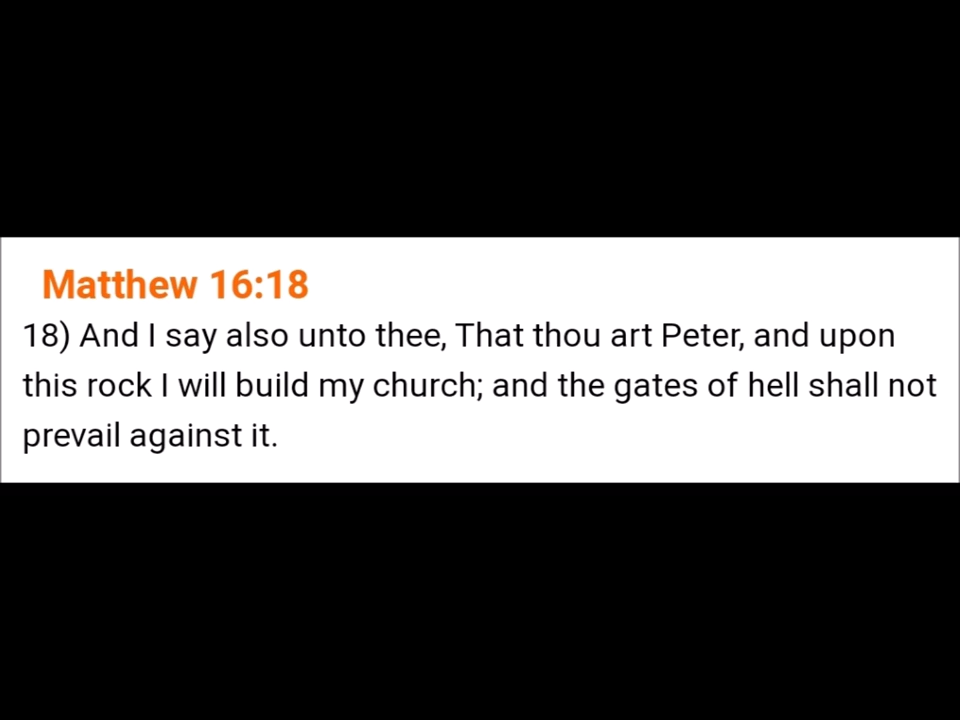 Matthew 16:18
18) And I say also unto thee, That thou art Peter, and upon
this rock I will build my church; and the gates of hell shall not
prevail against it.